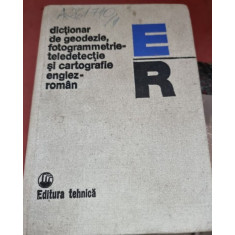 dicționar
de geodezie,
fotogrammetrie-
teledetecție
și cartografie
englez-
român
E
R
Editura tehnică